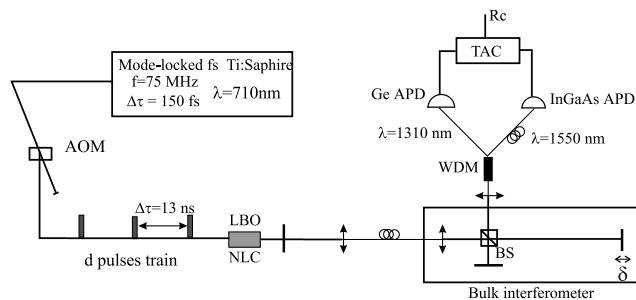 Rc
TAC
Mode-locked fs Ti:Saphire
f=75 MHz
Δτ = 150 fs
λ=710nm
Ge APD
InGaAs APD
λ=1310 nm
λ=1550 nm
AOM
WDM
Δτ=13 ns
LBO
NLC
d pulses train
BS
δ
Bulk interferometer